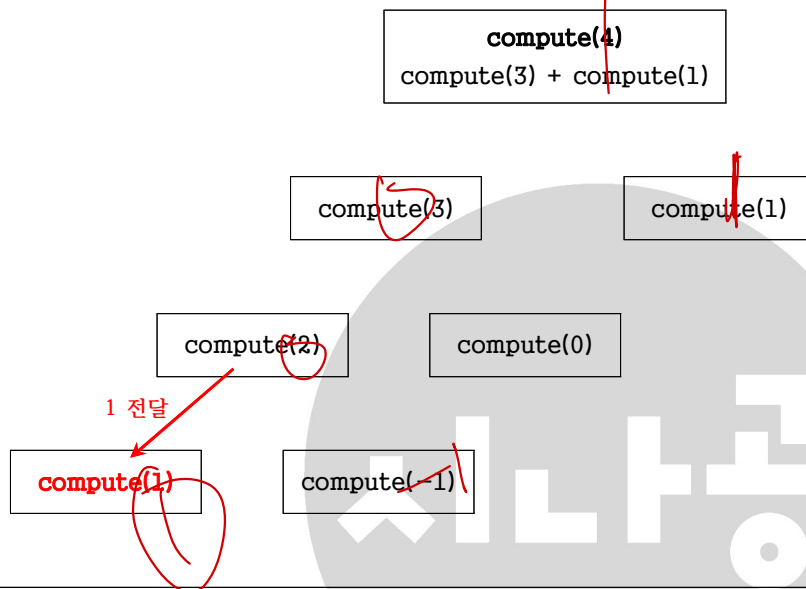 compute(4)
compute(3) + compute(1)
compute(3)
compute(1)
compute(2)
compute(0)
1 전달
compute(1)
compute(-1)